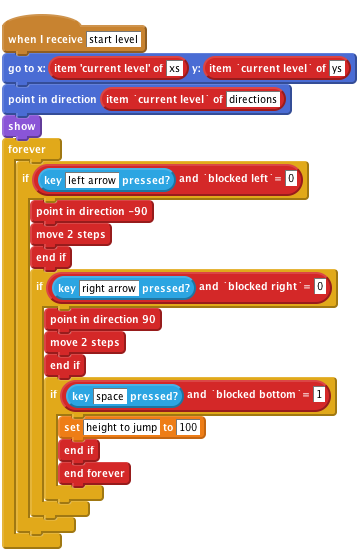 when I receive start level
go to x: item 'current level' of xs y: item `current level` of ys
point in direction item `current level` of directions
show
forever
if key left arrow pressed? and `blocked left`= 0
point in direction -90
move 2 steps
end if
if key right arrow pressed? and `blocked right`= 0
point in direction 90
move 2 steps
end if
if key space pressed? and `blocked bottom`= 1
set height to jump to 100
end if
end forever